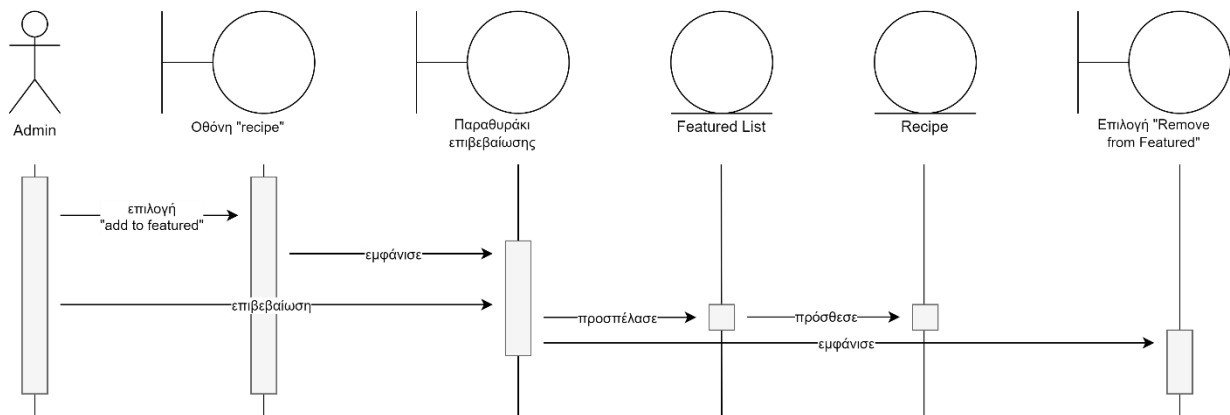 Admin
Οθόνη "recipe"
Παραθυράκι
επιβεβαίωσης
Featured List
Recipe
Επιλογή "Remove
from Featured"
επιλογή
"add to featured"
εμφάνισε
επιβεβαίωση
προσπέλασε
πρόσθεσε
εμφάνισε